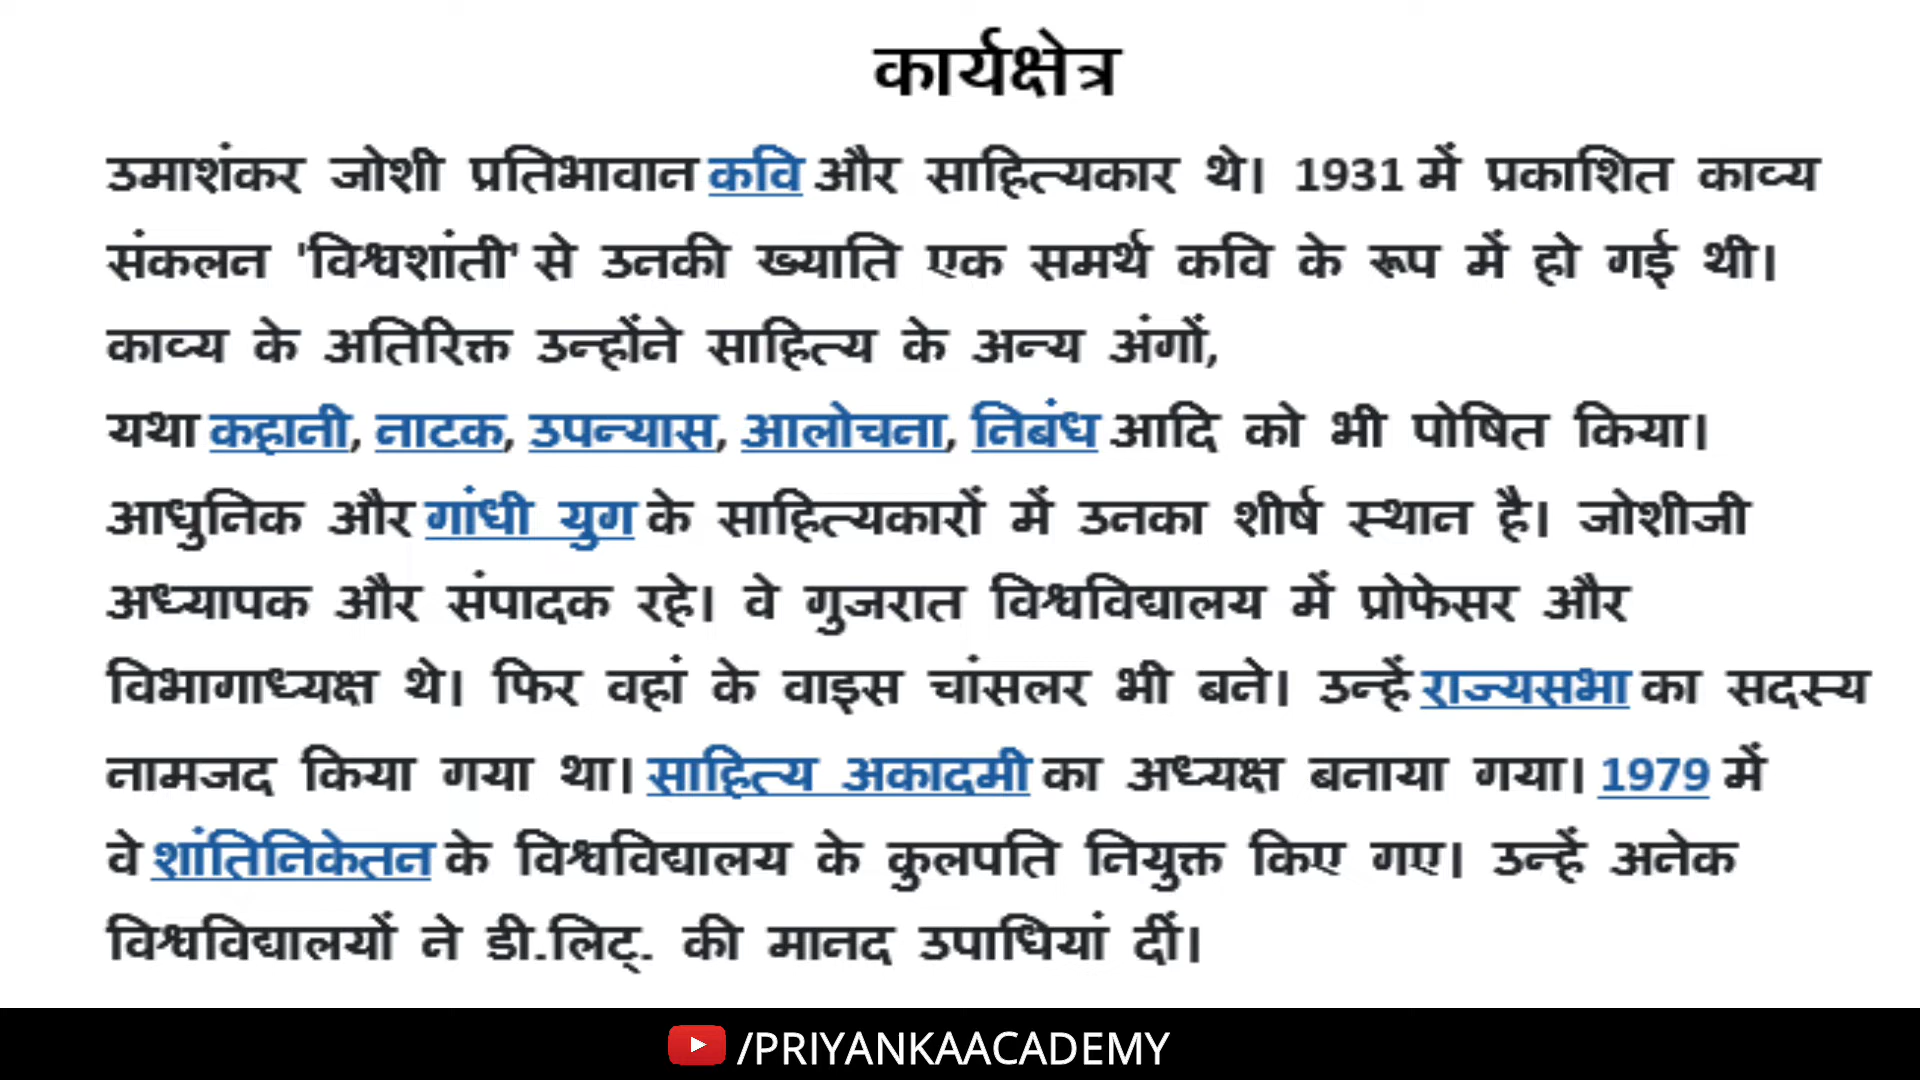 कार्यक्षेत्र
उमाशंकर जोशी प्रतिभावान कवि और साहित्यकार थे। 1931 में प्रकाशित काव्य
संकलन 'विश्वशांती' से उनकी ख्याति एक समर्थ कवि के रूप में हो गई थी।
काव्य के अतिरिक्त उन्होंने साहित्य के अन्य अंगों,
यथा कहानी, नाटक, उपन्यास, आलोचना, निबंध आदि को भी पोषित किया।
आधुनिक और गांधी युग के साहित्यकारों में उनका शीर्ष स्थान है। जोशीजी
अध्यापक और संपादक रहे। वे गुजरात विश्वविद्यालय में प्रोफेसर और
विभागाध्यक्ष थे। फिर वहां के वाइस चांसलर भी बने। उन्हें राज्यसभा का सदस्य
नामजद किया गया था। साहित्य अकादमी का अध्यक्ष बनाया गया। 1979 में
वे शांतिनिकेतन के विश्वविद्यालय के कुलपति नियुक्त किए गए। उन्हें अनेक
विश्वविद्यालयों ने डी.लिट्. की मानद उपाधियां दीं।
/PRIYANKAACADEMY